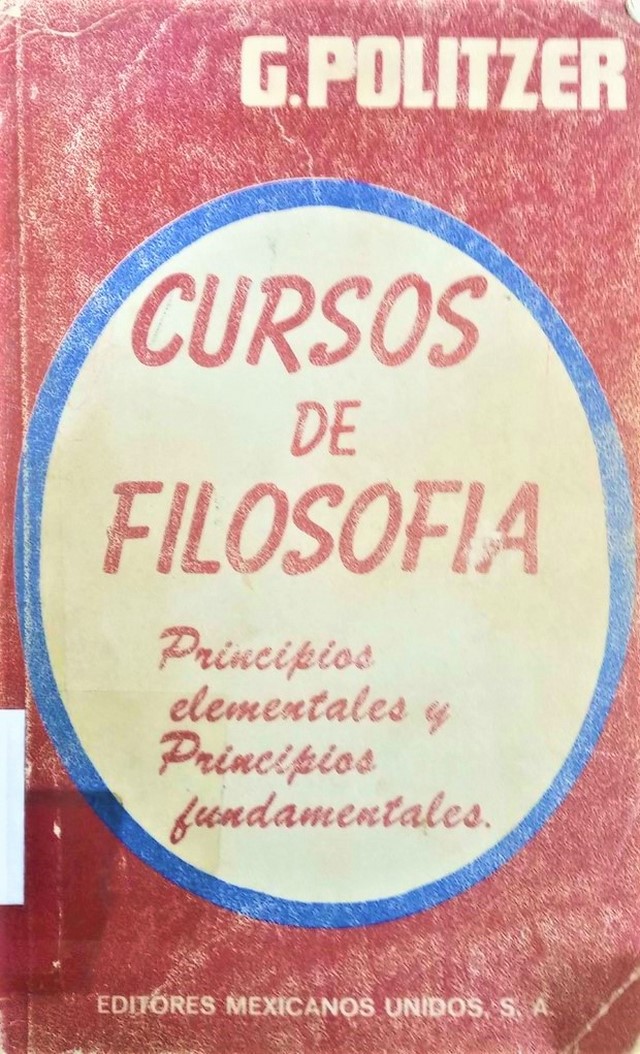 G.POLITZER
CURSOS
DE
FILOSOFIA
Principios
elementales y
Principios
fundamentales.
EDITORES MEXICANOS UNIDOS, S. A.